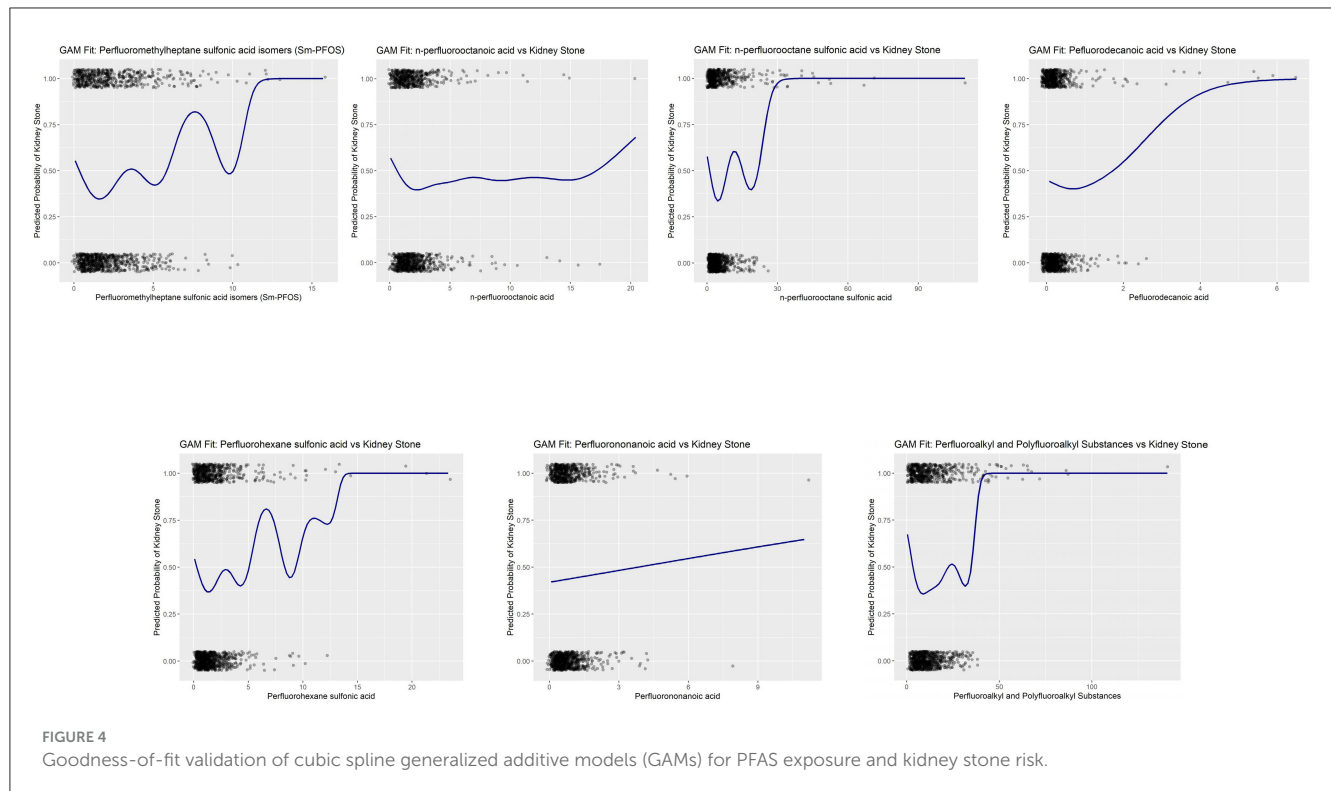 GAM Fit: Perfluoromethylheptane sulfonic acid isomers (Sm-PFOS)
1.00
0.75
0.50
0.25
0.00
Predicted Probability of Kidney Stone
0 5 10 15
Perfluoromethylheptane sulfonic acid isomers (Sm-PFOS)
GAM Fit: n-perfluorooctanoic acid vs Kidney Stone
1.00
0.75
0.50
0.25
0.00
Predicted Probability of Kidney Stone
0 5 10 15 20
n-perfluorooctanoic acid
GAM Fit: n-perfluorooctane sulfonic acid vs Kidney Stone
1.00
0.75
0.50
0.25
0.00
Predicted Probability of Kidney Stone
0 30 60 90
n-perfluorooctane sulfonic acid
GAM Fit: Pefluorodecanoic acid vs Kidney Stone
1.00
0.75
0.50
0.25
0.00
Predicted Probability of Kidney Stone
0 2 4 6
Pefluorodecanoic acid
GAM Fit: Perfluorohexane sulfonic acid vs Kidney Stone
1.00
0.75
0.50
0.25
0.00
Predicted Probability of Kidney Stone
0 5 10 15 20
Perfluorohexane sulfonic acid
GAM Fit: Perfluorononanoic acid vs Kidney Stone
1.00
0.75
0.50
0.25
0.00
Predicted Probability of Kidney Stone
0 3 6 9
Perfluorononanoic acid
GAM Fit: Perfluoroalkyl and Polyfluoroalkyl Substances vs Kidney Stone
1.00
0.75
0.50
0.25
0.00
Predicted Probability of Kidney Stone
0 50 100
Perfluoroalkyl and Polyfluoroalkyl Substances
FIGURE 4
Goodness-of-fit validation of cubic spline generalized additive models (GAMs) for PFAS exposure and kidney stone risk.